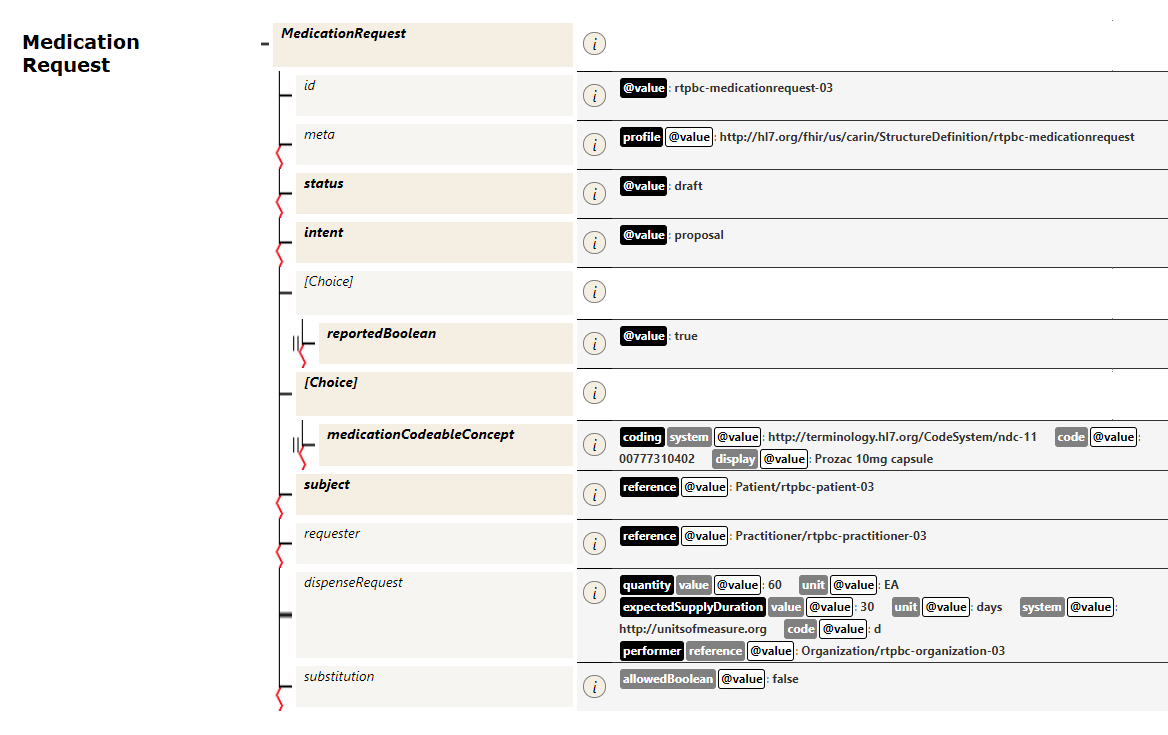 Medication
Request
MedicationRequest
i
id
i
@value: rtpbc-medicationrequest-03
meta
i
profile @value: http://hl7.org/fhir/us/carin/StructureDefinition/rtpbc-medicationrequest
status
i
@value: draft
intent
i
@value: proposal
[Choice]
i
reportedBoolean
i
@value: true
[Choice]
i
medicationCodeableConcept
i
coding system @value: http://terminology.hl7.org/CodeSystem/ndc-11 code @value:
00777310402 display @value: Prozac 10mg capsule
subject
i
reference @value: Patient/rtpbc-patient-03
requester
i
reference @value: Practitioner/rtpbc-practitioner-03
dispenseRequest
i
quantity value @value: 60 unit @value: EA
expectedSupplyDuration value @value: 30 unit @value: days system @value:
http://unitsofmeasure.org code @value: d
performer reference @value: Organization/rtpbc-organization-03
substitution
i
allowedBoolean @value: false